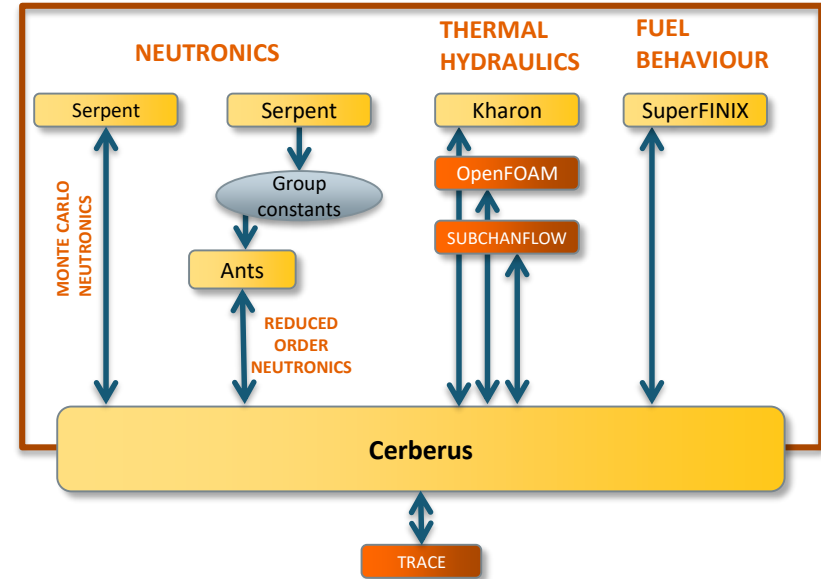 NEUTRONICS
THERMAL
HYDRAULICS
FUEL
BEHAVIOUR
Serpent
Serpent
Kharon
SuperFINIX
OpenFOAM
Group
constants
SUBCHANFLOW
MONTE CARLO
NEUTRONICS
Ants
REDUCED
ORDER
NEUTRONICS
Cerberus
TRACE